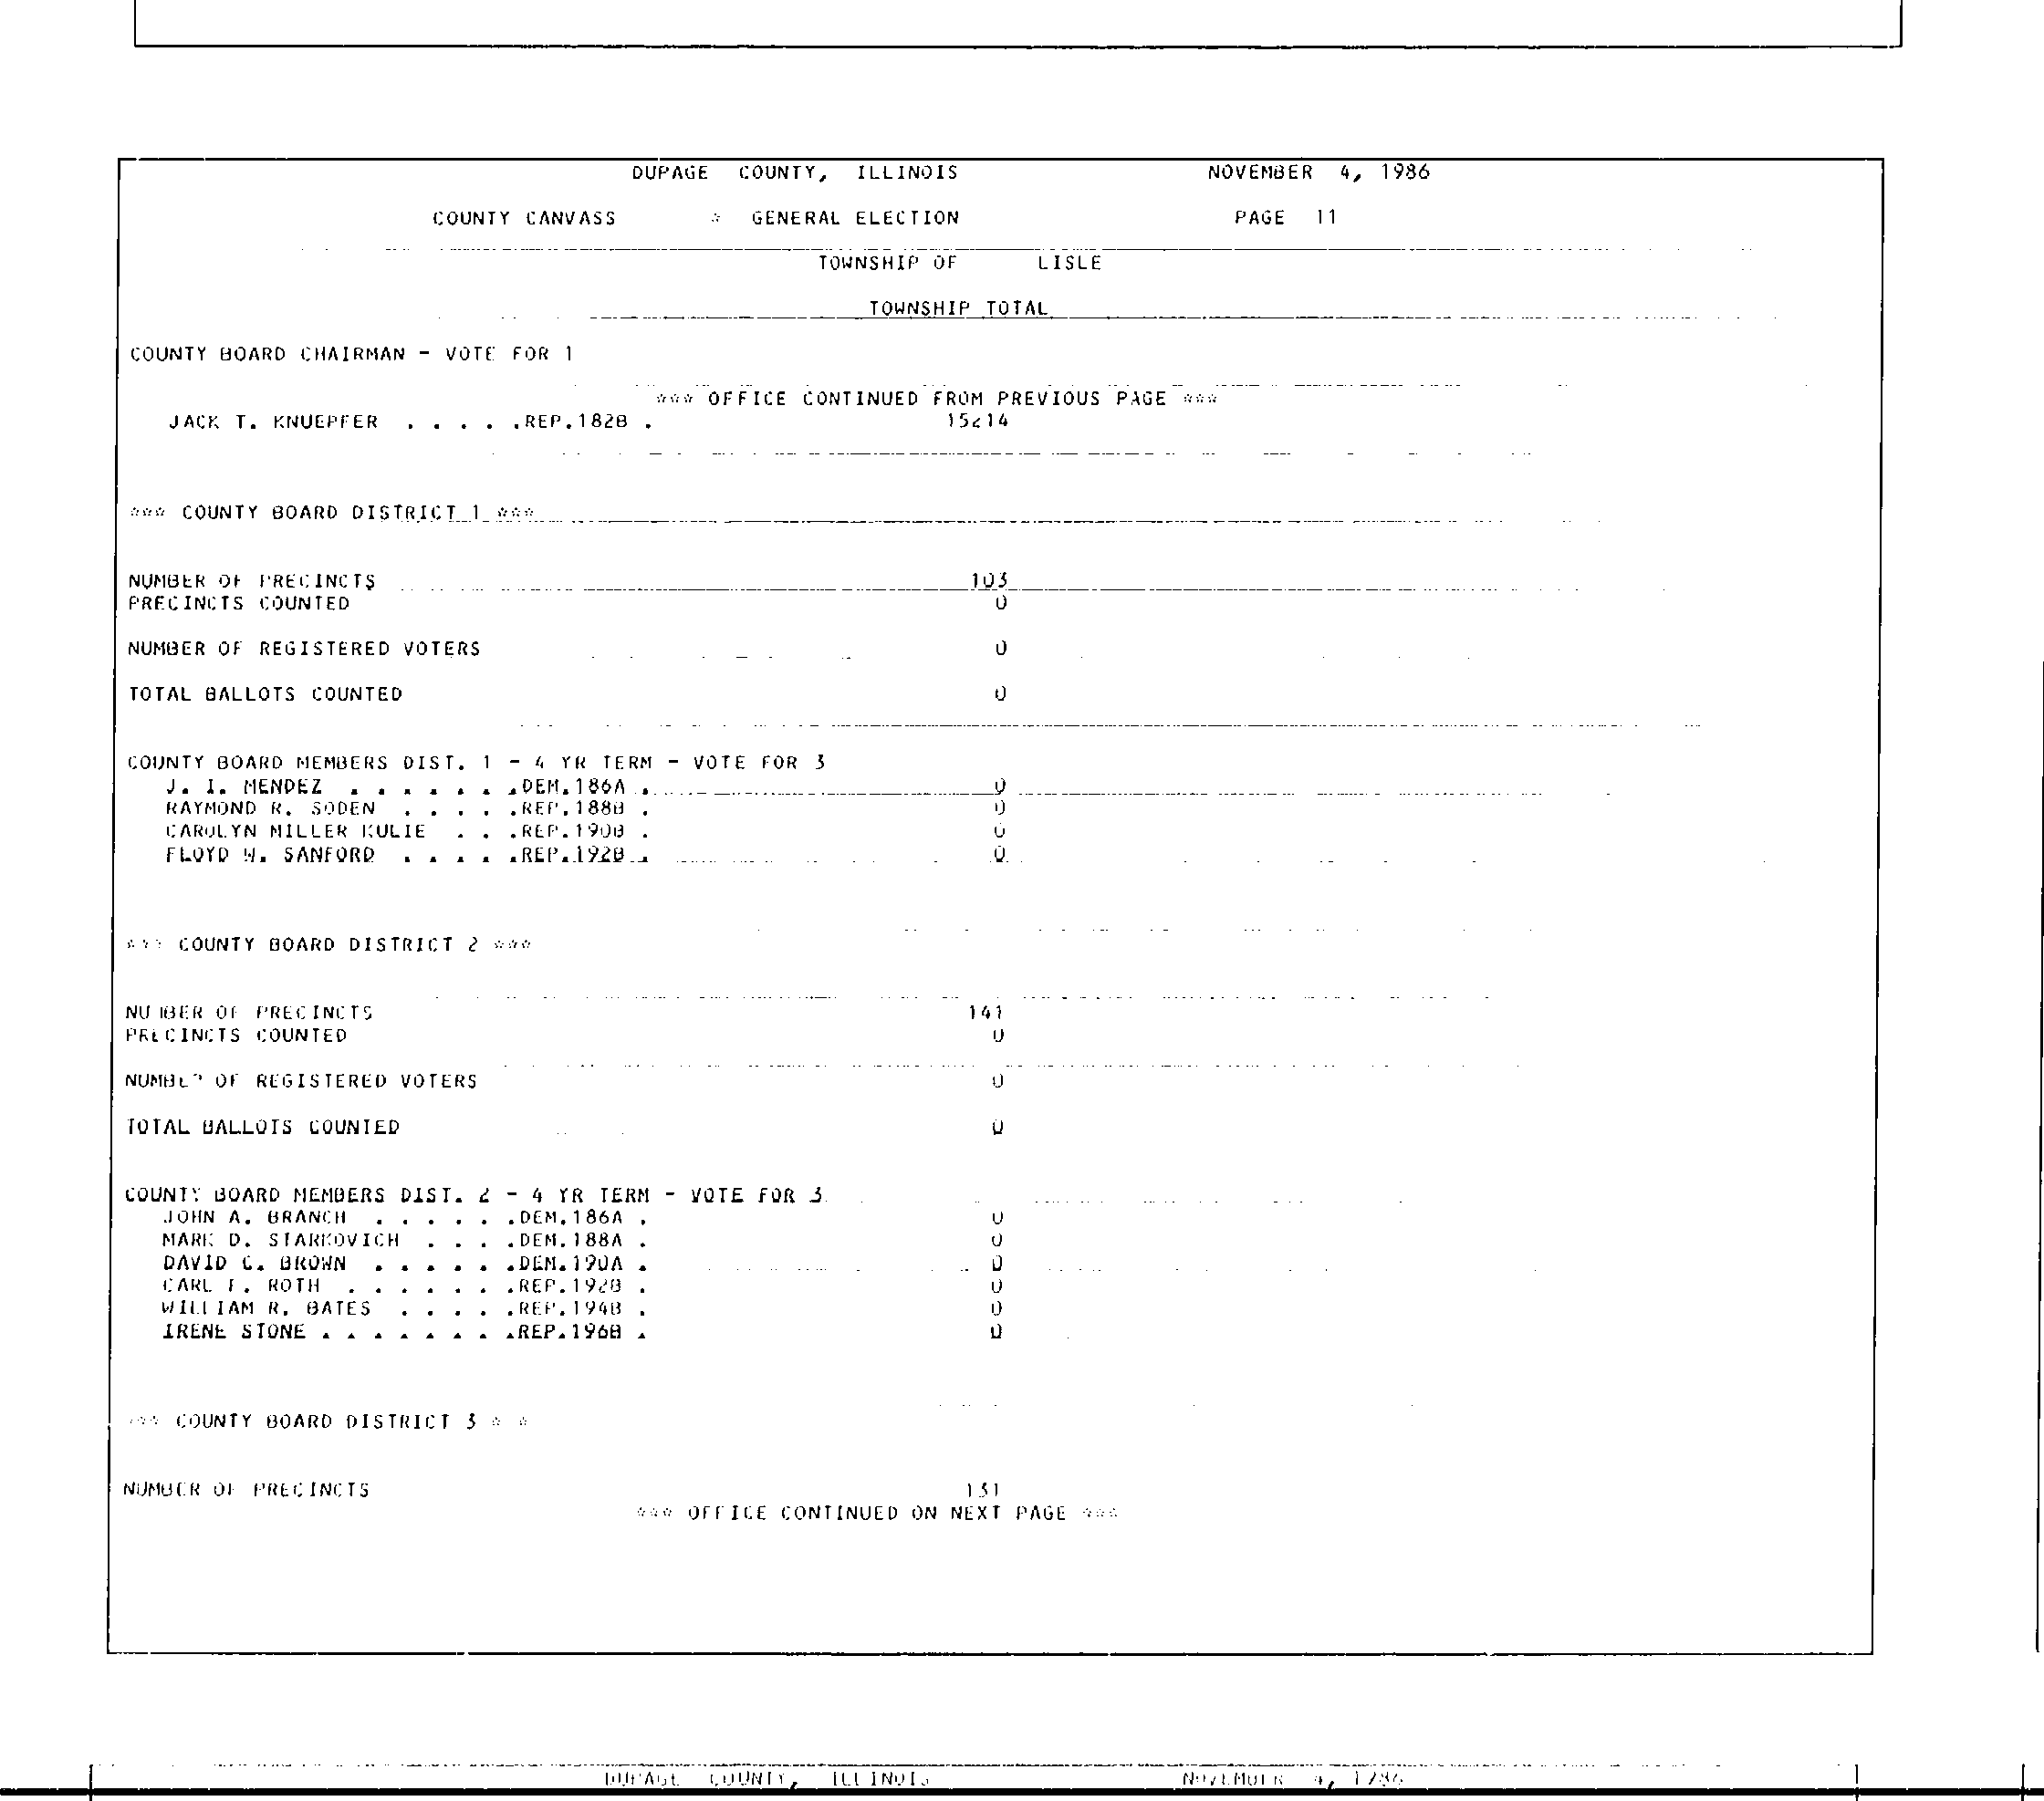 DUPAGE COUNTY, ILLINOIS NOVEMBER 4, 1986
COUNTY CANVASS * GENERAL ELECTION PAGE 11
TOWNSHIP OF LISLE
TOWNSHIP TOTAL
COUNTY BOARD CHAIRMAN - VOTE FOR 1
*** OFFICE CONTINUED FROM PREVIOUS PAGE ***
JACK T. KNUEPFER . . . . .REP.182B . 15214
*** COUNTY BOARD DISTRICT 1 ***
NUMBER OF PRECINCTS 103
PRECINCTS COUNTED 0
NUMBER OF REGISTERED VOTERS 0
TOTAL BALLOTS COUNTED 0
COUNTY BOARD MEMBERS DIST. 1 - 4 YR TERM - VOTE FOR 3
J. I. MENDEZ . . . . . . .DEM.186A . 0
RAYMOND R. SODEN . . . . .REP.188B . 0
CAROLYN MILLER KULIE . . .REP.190B . 0
FLOYD W. SANFORD . . . . .REP.192B . 0
*** COUNTY BOARD DISTRICT 2 ***
NUMBER OF PRECINCTS 141
PRECINCTS COUNTED 0
NUMBER OF REGISTERED VOTERS 0
TOTAL BALLOTS COUNTED 0
COUNTY BOARD MEMBERS DIST. 2 - 4 YR TERM - VOTE FOR 3
JOHN A. BRANCH . . . . . .DEM.186A . 0
MARK D. STARKOVICH . . . .DEM.188A . 0
DAVID C. BROWN . . . . . .DEM.190A . 0
CARL F. ROTH . . . . . . .REP.192B . 0
WILLIAM R. BATES . . . . .REP.194B . 0
IRENE STONE . . . . . . . .REP.196B . 0
*** COUNTY BOARD DISTRICT 3 * *
NUMBER OF PRECINCTS 131
*** OFFICE CONTINUED ON NEXT PAGE ***
DUPAGE COUNTY, ILLINOIS NOVEMBER 4, 1986